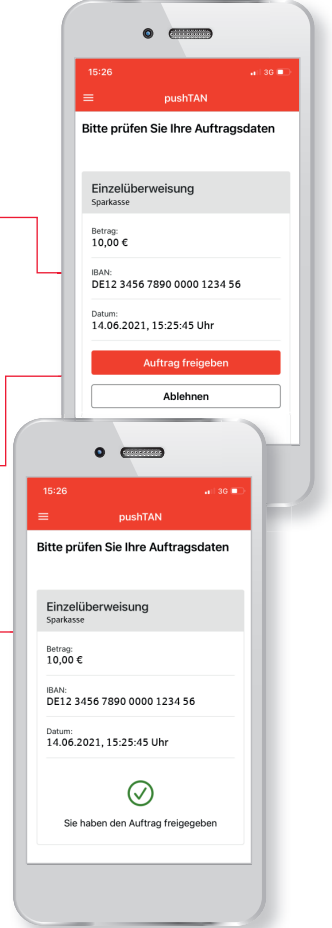 15:26 3G
pushTAN
Bitte prüfen Sie Ihre Auftragsdaten
Einzelüberweisung
Sparkasse
Betrag:
10,00 €
IBAN:
DE12 3456 7890 0000 1234 56
Datum:
14.06.2021, 15:25:45 Uhr
Auftrag freigeben
Ablehnen
15:26 3G
pushTAN
Bitte prüfen Sie Ihre Auftragsdaten
Einzelüberweisung
Sparkasse
Betrag:
10,00 €
IBAN:
DE12 3456 7890 0000 1234 56
Datum:
14.06.2021, 15:25:45 Uhr
Sie haben den Auftrag freigegeben